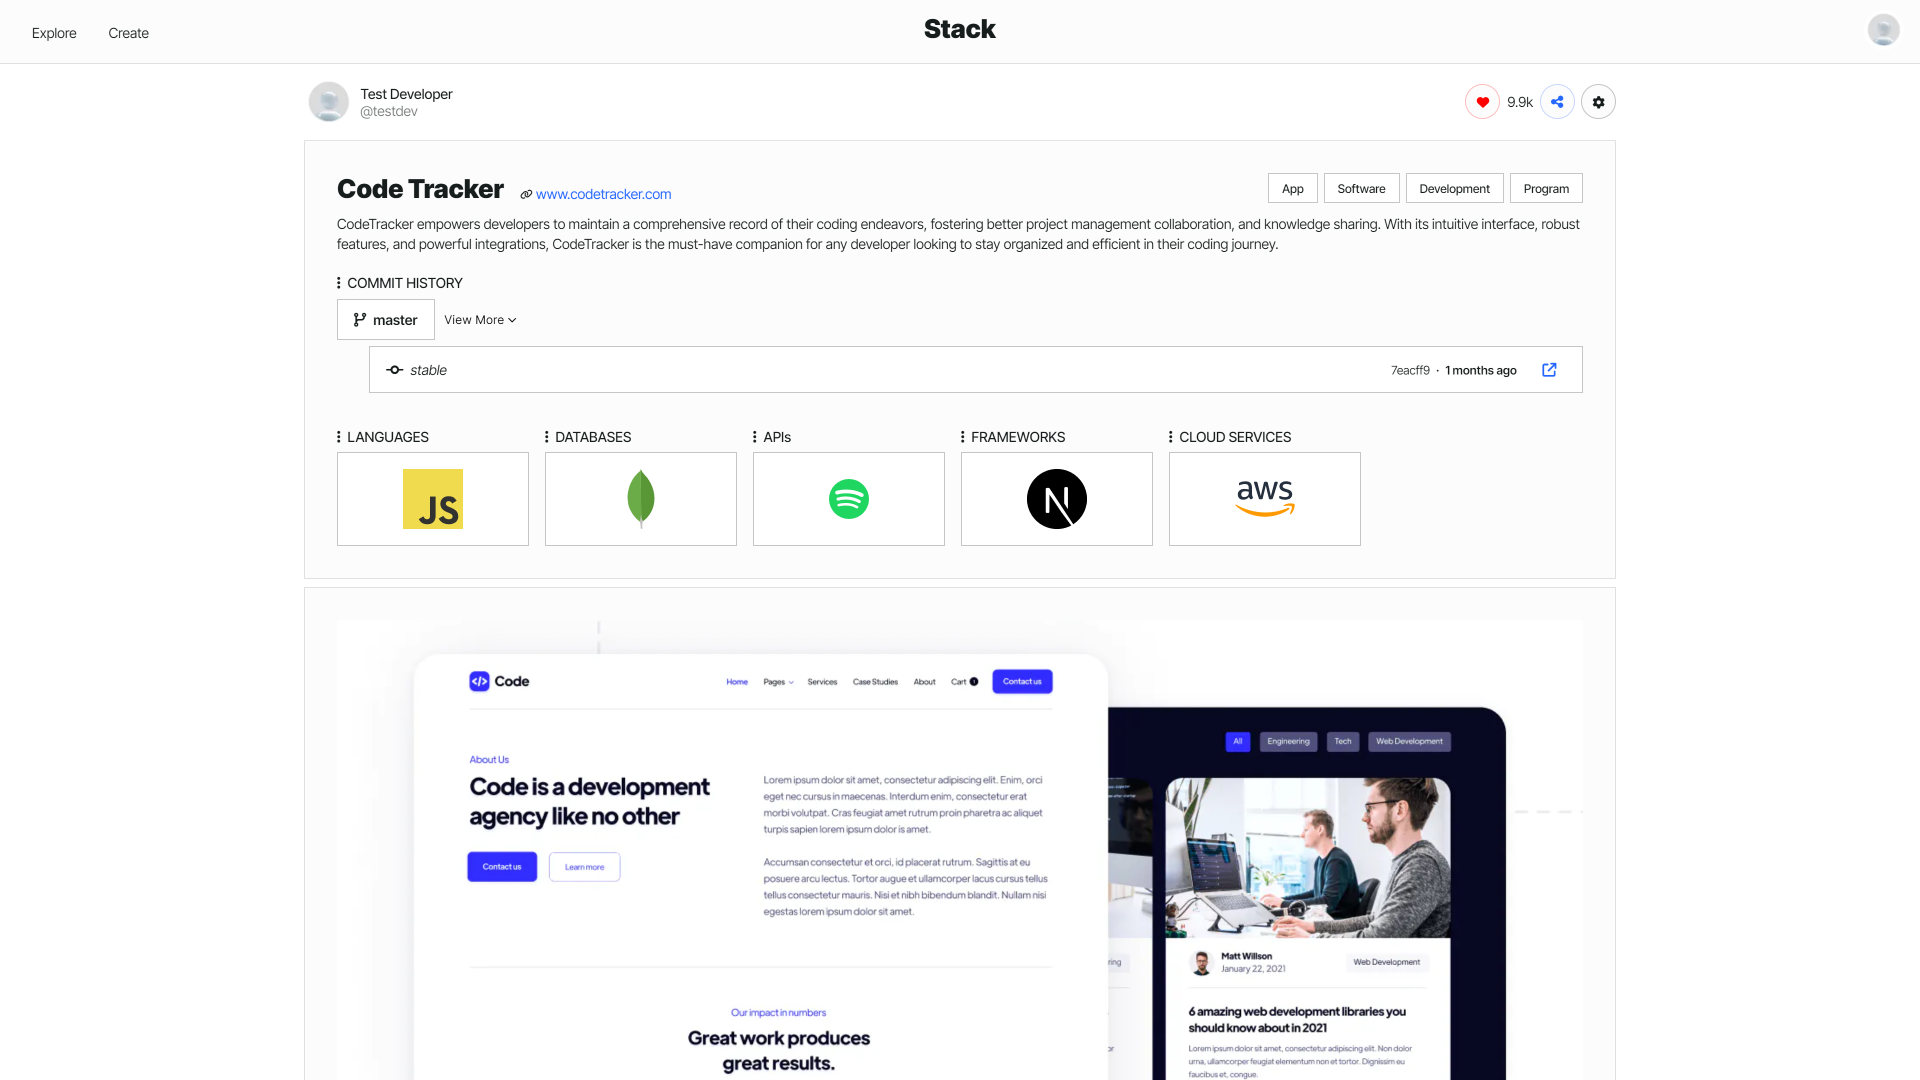 Explore Create Stack
Test Developer
@testdev
9.9k
Code Tracker www.codetracker.com
App Software Development Program
CodeTracker empowers developers to maintain a comprehensive record of their coding endeavors, fostering better project management collaboration, and knowledge sharing. With its intuitive interface, robust
features, and powerful integrations, CodeTracker is the must-have companion for any developer looking to stay organized and efficient in their coding journey.
COMMIT HISTORY
master View More
stable 7eacff9 · 1 months ago
LANGUAGES DATABASES APIs FRAMEWORKS CLOUD SERVICES
JS N aws
</> Code Home Pages Services Case Studies About Cart Contact us
All Engineering Tech Web Development
About Us
Code is a development
agency like no other
Contact us Learn more
Lorem ipsum dolor sit amet, consectetur adipiscing elit. Enim, orci
eget nec cursus in maecenas. Interdum enim, consectetur erat
morbi volutpat. Cras feugiat amet rutrum proin pharetra ac aliquet
turpis sapien lorem ipsum dolor is amet.
Accumsan consectetur et orci, id placerat rutrum. Sagittis at eu
posuere arcu lectus. Tortor augue et ullamcorper lacus cursus tellus
tellus consectetur mauris. Nisi et nibh bibendum blandit. Nullam nisi
egestas lorem ipsum dolor sit amet.
ring
Matt Willson
January 22, 2021
Web Development
Our impact in numbers
Great work produces
great results.
or
6 amazing web development libraries you
should know about in 2021
Lorem ipsum dolor sit amet, consectetur adipiscing elit. Non dolor
urna, ullamcorper feugiat elementum non et tortor. Dignissim eu
faucibus et, congue.